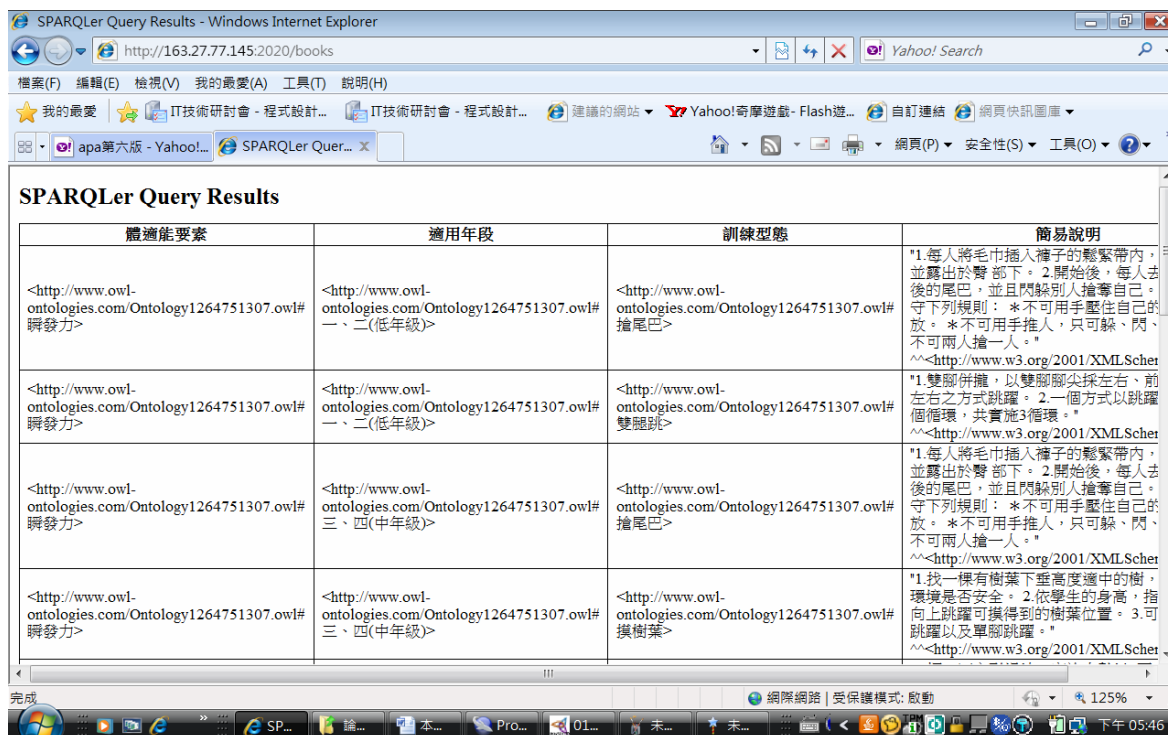 SPARQLer Query Results - Windows Internet Explorer
http://163.27.77.145:2020/books
Yahoo! Search
檔案(F) 編輯(E) 檢視(V) 我的最愛(A) 工具(T) 說明(H)
我的最愛 IT技術研討會 - 程式設計... IT技術研討會 - 程式設計... 建議的網站 Yahoo!奇摩遊戲- Flash遊... 自訂連結 網頁快訊圖庫
apa第六版 - Yahoo!... SPARQLer Quer... X 網頁(P) 安全性(S) 工具(O)
SPARQLer Query Results
體適能要素 適用年段 訓練型態 簡易說明
<http://www.owl-
ontologies.com/Ontology1264751307.owl#
瞬發力>
<http://www.owl-
ontologies.com/Ontology1264751307.owl#
一、二(低年級)>
<http://www.owl-
ontologies.com/Ontology1264751307.owl#
搶尾巴>
"1.每人將毛巾插入褲子的鬆緊帶內，
並露出於臀 部下。 2.開始後，每人去
後的尾巴，並且閃躲別人搶奪自己。
守下列規則： ＊不可用手壓住自己的
放。 ＊不可用手推人，只可躲、閃、
不可兩人搶一人。"
^^<http://www.w3.org/2001/XMLScher
<http://www.owl-
ontologies.com/Ontology1264751307.owl#
瞬發力>
<http://www.owl-
ontologies.com/Ontology1264751307.owl#
一、二(低年級)>
<http://www.owl-
ontologies.com/Ontology1264751307.owl#
雙腿跳>
"1.雙腳併攏，以雙腳腳尖採左右、前
左右之方式跳躍。 2.一個方式以跳躍
個循環，共實施3循環。"
^^<http://www.w3.org/2001/XMLScher
<http://www.owl-
ontologies.com/Ontology1264751307.owl#
瞬發力>
<http://www.owl-
ontologies.com/Ontology1264751307.owl#
三、四(中年級)>
<http://www.owl-
ontologies.com/Ontology1264751307.owl#
搶尾巴>
"1.每人將毛巾插入褲子的鬆緊帶內，
並露出於臀 部下。 2.開始後，每人去
後的尾巴，並且閃躲別人搶奪自己。
守下列規則： ＊不可用手壓住自己的
放。 ＊不可用手推人，只可躲、閃、
不可兩人搶一人。"
^^<http://www.w3.org/2001/XMLScher
<http://www.owl-
ontologies.com/Ontology1264751307.owl#
瞬發力>
<http://www.owl-
ontologies.com/Ontology1264751307.owl#
三、四(中年級)>
<http://www.owl-
ontologies.com/Ontology1264751307.owl#
摸樹葉>
"1.找一棵有樹葉下垂高度適中的樹，
環境是否安全。 2.依學生的身高，指
向上跳躍可摸得到的樹葉位置。 3.可
跳躍以及單腳跳躍。"
^^<http://www.w3.org/2001/XMLScher
完成 網際網路 | 受保護模式: 啟動 125%
SP... 論... 本... Pro... 01... 未... 未... 下午 05:46